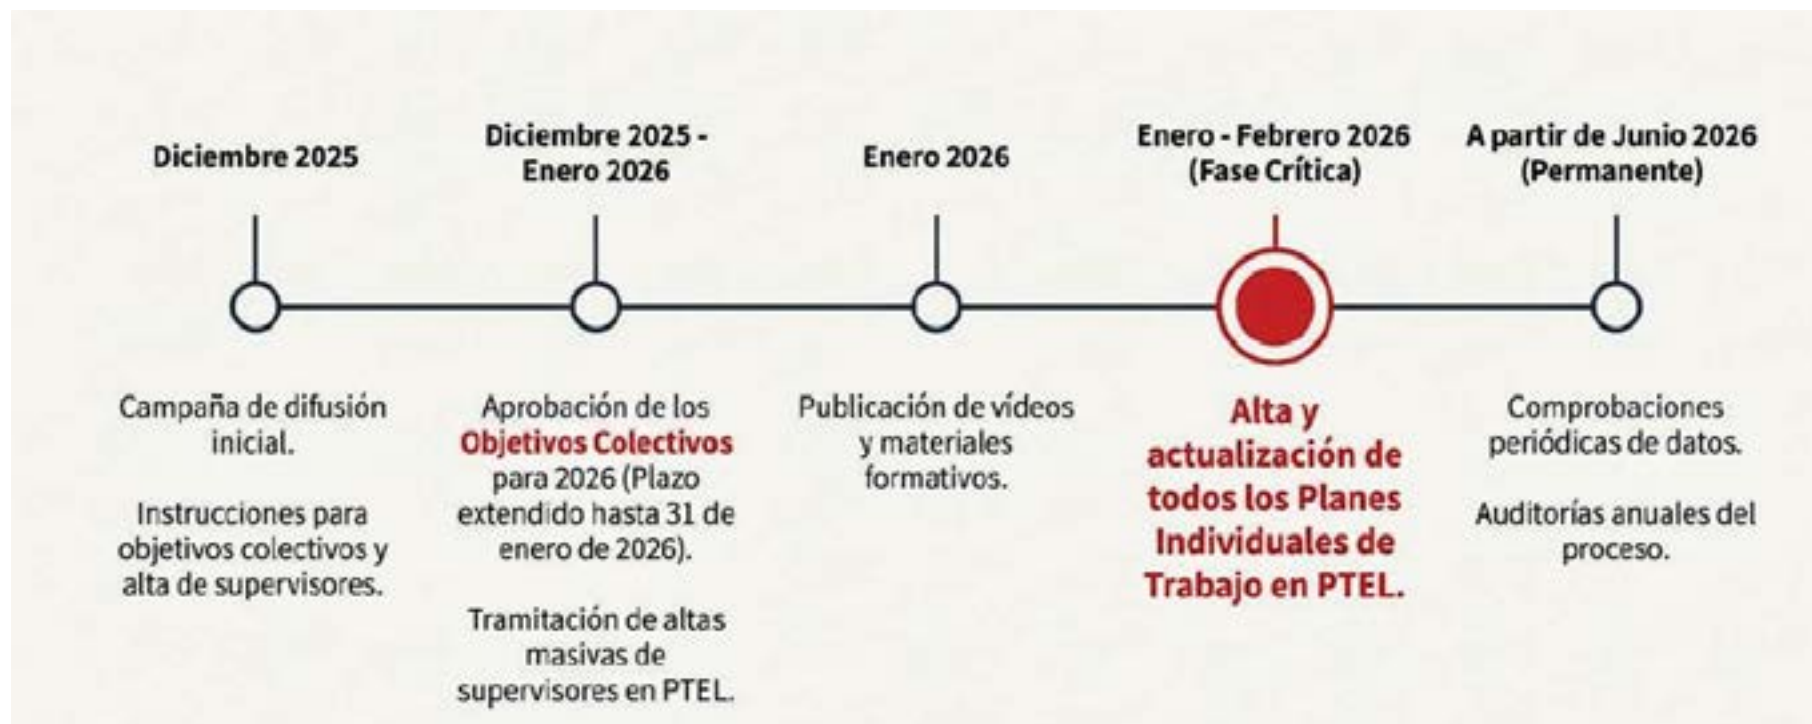 Diciembre 2025
Campaña de difusión
inicial.
Instrucciones para
objetivos colectivos y
alta de supervisores.
Diciembre 2025 -
Enero 2026
Aprobación de los
Objetivos Colectivos
para 2026 (Plazo
extendido hasta 31 de
enero de 2026).
Tramitación de altas
masivas de
supervisores en PTEL.
Enero 2026
Publicación de vídeos
y materiales
formativos.
Enero - Febrero 2026
(Fase Crítica)
Alta y
actualización de
todos los Planes
Individuales de
Trabajo en PTEL.
A partir de Junio 2026
(Permanente)
Comprobaciones
periódicas de datos.
Auditorías anuales del
proceso.